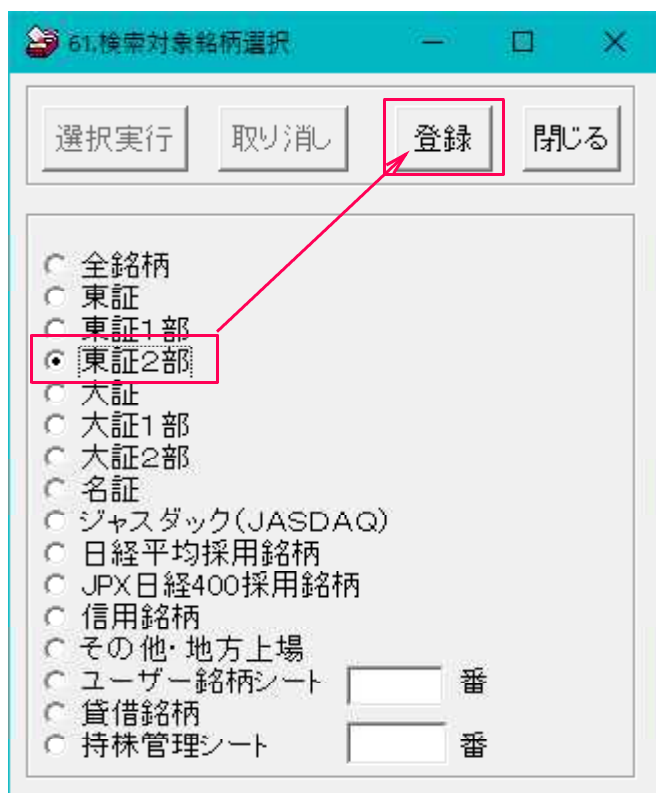 61.検索対象銘柄選択
選択実行 取り消し 登録 閉じる
全銘柄
東証
東証1部
東証2部
大証
大証1部
大証2部
名証
ジャスダック(JASDAQ)
日経平均採用銘柄
JPX日経400採用銘柄
信用銘柄
その他・地方上場
ユーザー銘柄シート 番
貸借銘柄
持株管理シート 番